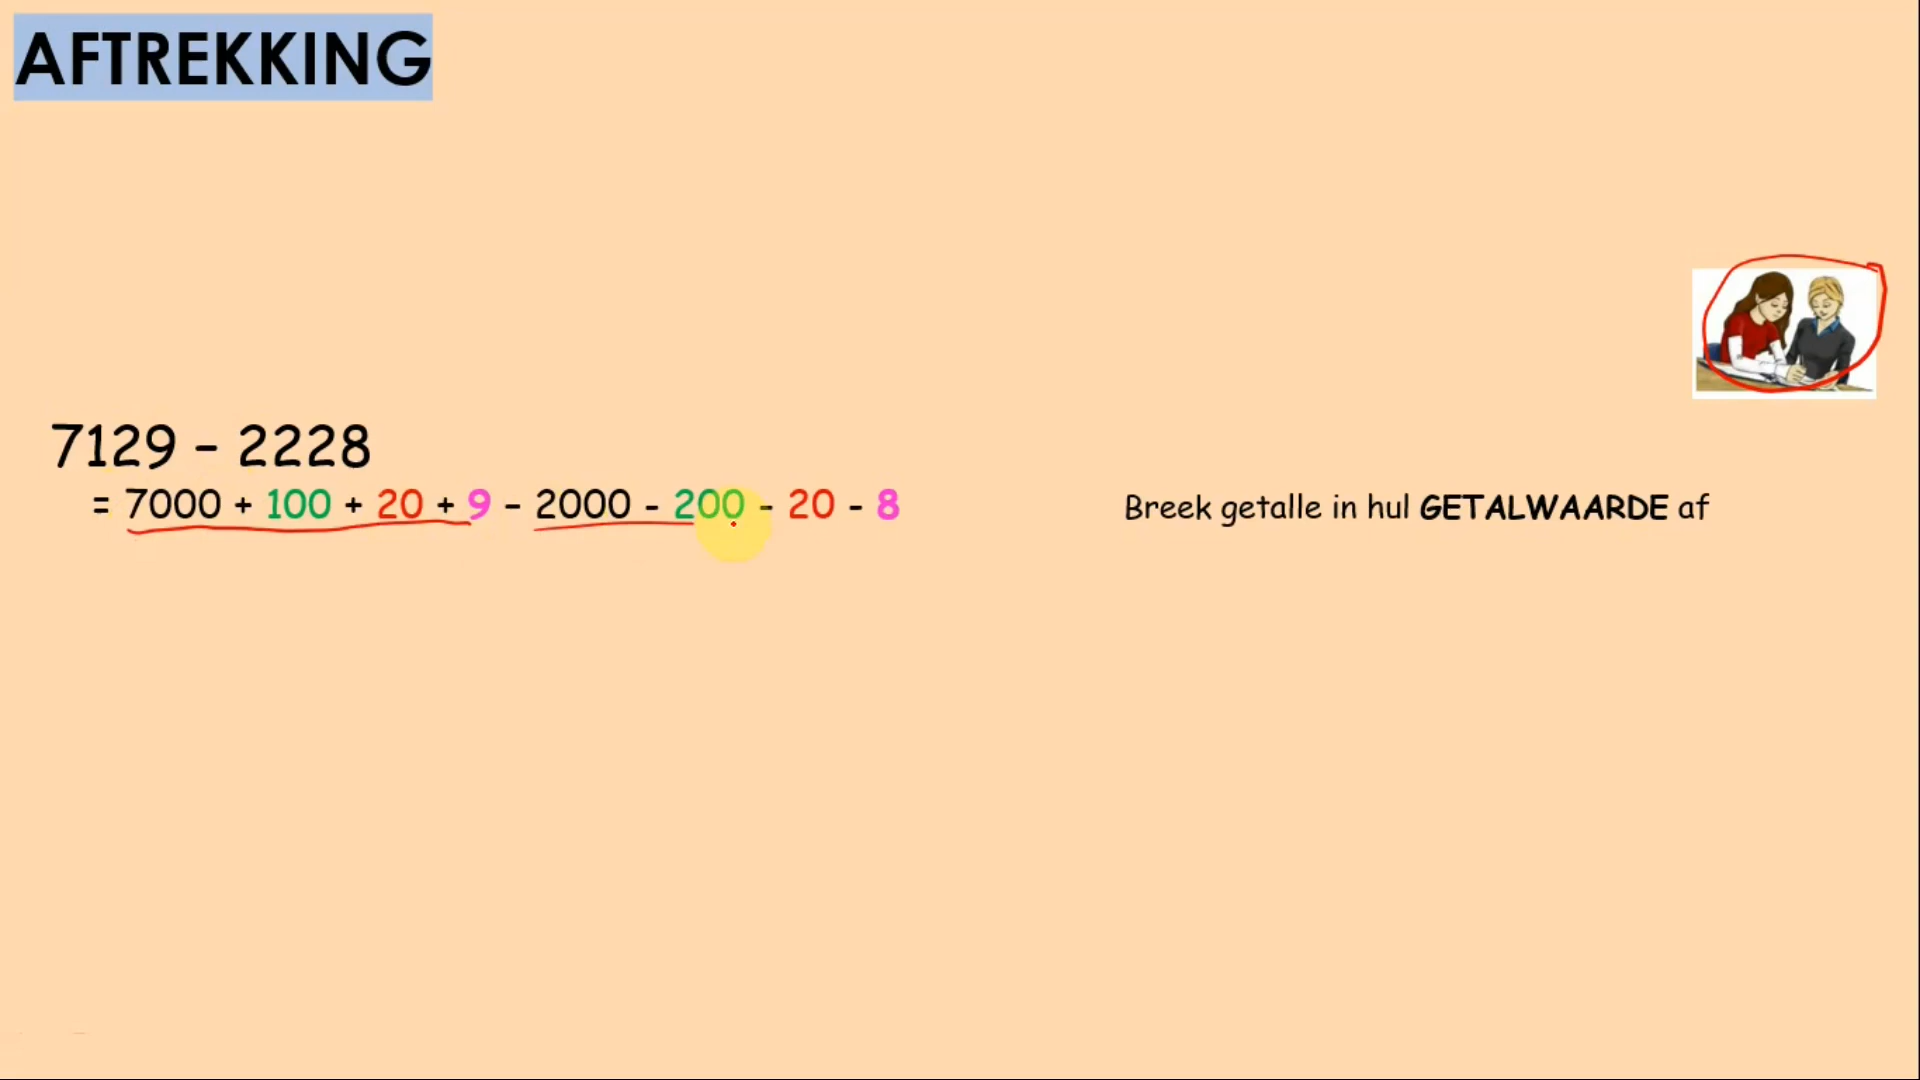 AFTREKKING
7129 – 2228
= 7000 + 100 + 20 + 9 – 2000 - 200 - 20 - 8
Breek getalle in hul GETALWAARDE af